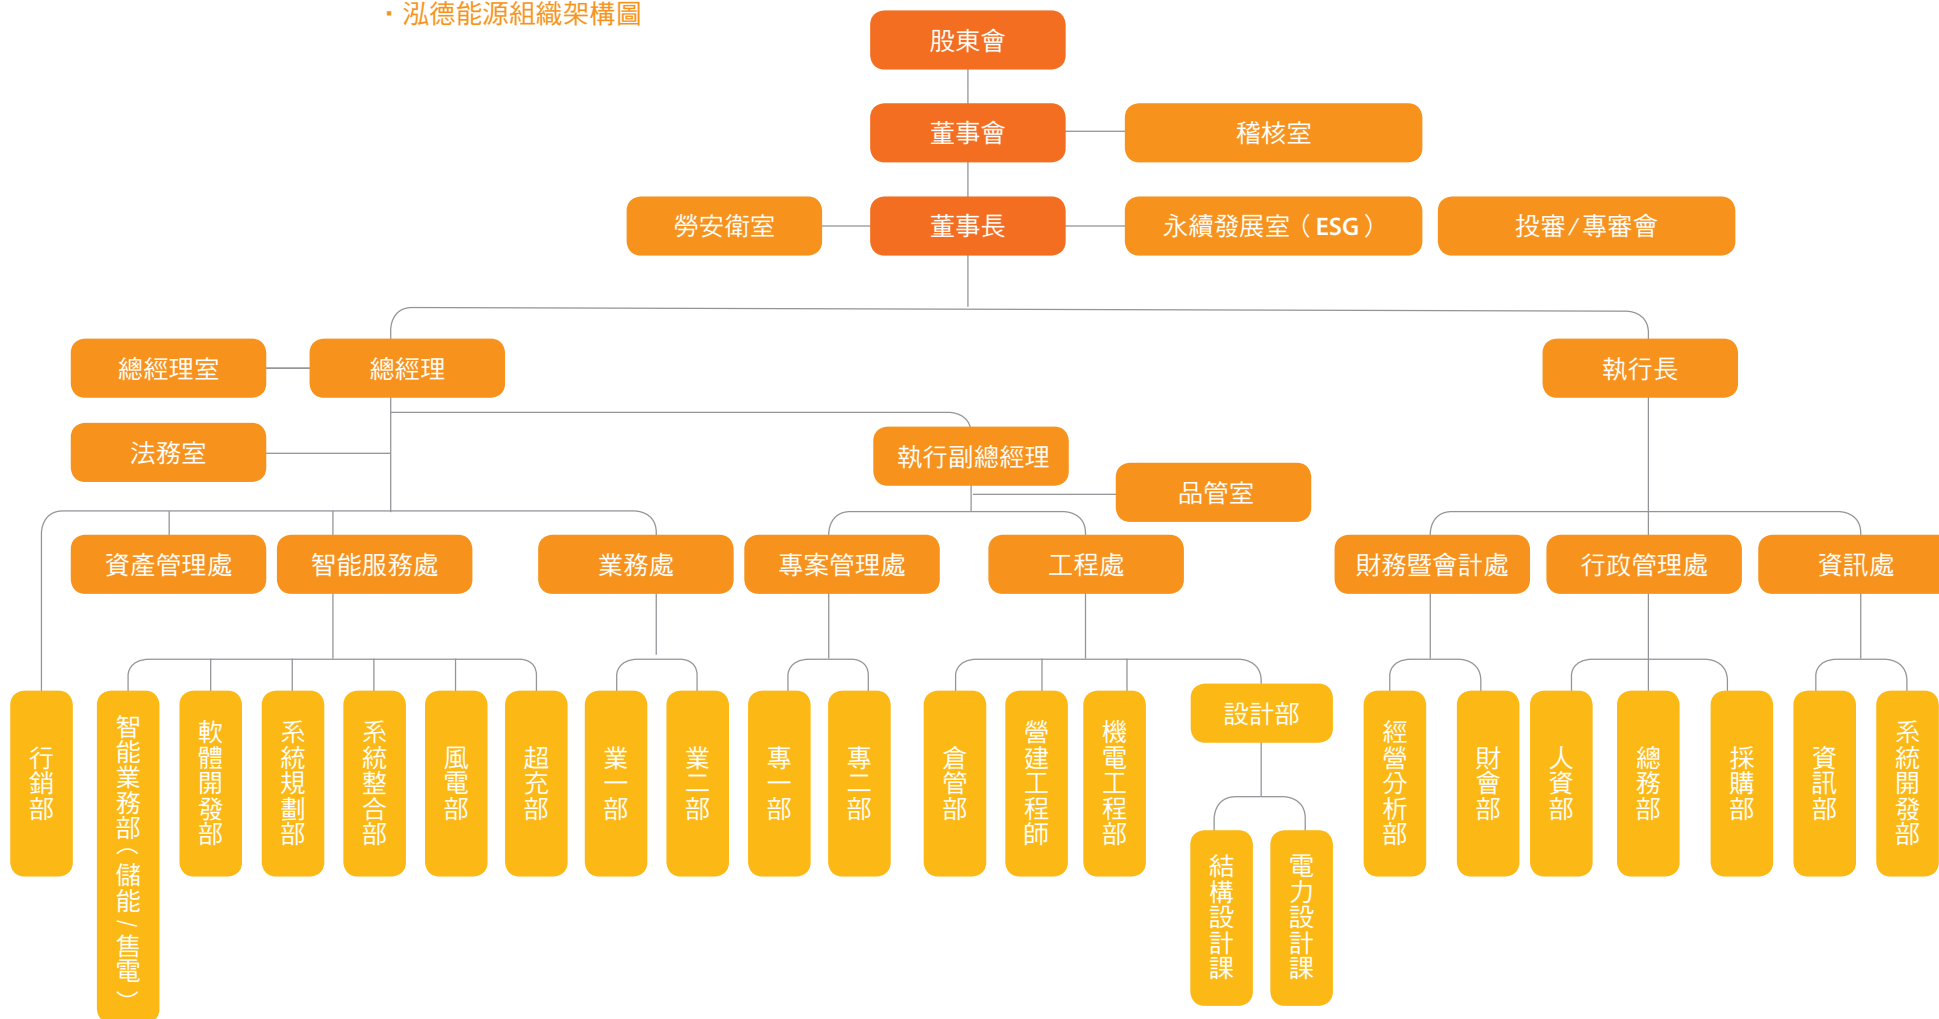 ・泓德能源組織架構圖
股東會
董事會
稽核室
勞安衛室
董事長
永續發展室（ESG）
投審/專審會
總經理室
總經理
執行長
法務室
執行副總經理
品管室
資產管理處
智能服務處
業務處
專案管理處
工程處
財務暨會計處
行政管理處
資訊處
行銷部
智能業務部（儲能/售電）
軟體開發部
系統規劃部
系統整合部
風電部
超充部
業一部
業二部
專一部
專二部
倉管部
營建工程師
機電工程部
設計部
結構設計課
電力設計課
經營分析部
財會部
人資部
總務部
採購部
資訊部
系統開發部